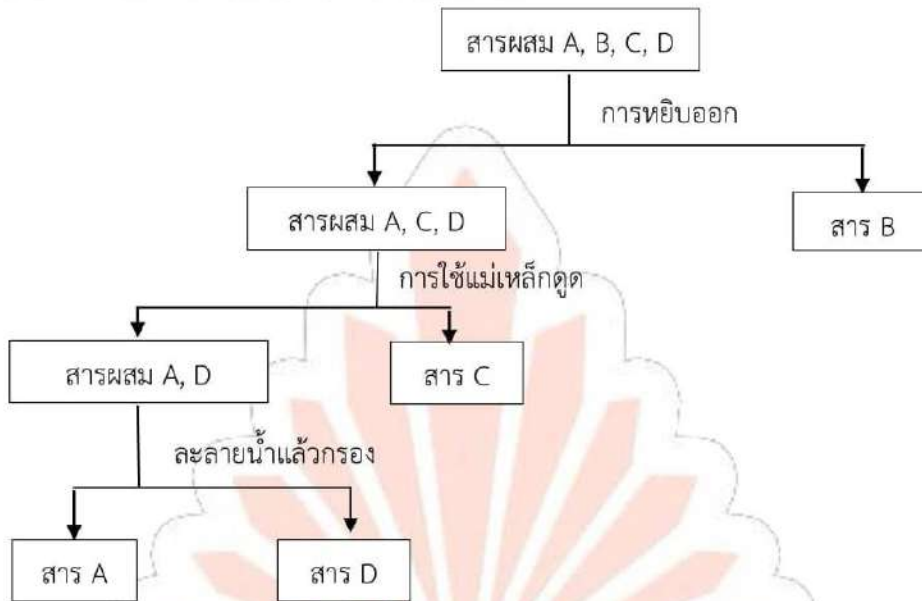 สารผสม A, B, C, D
การหยิบออก
สารผสม A, C, D
สาร B
การใช้แม่เหล็กดูด
สารผสม A, D
สาร C
ละลายน้ำแล้วกรอง
สาร A
สาร D